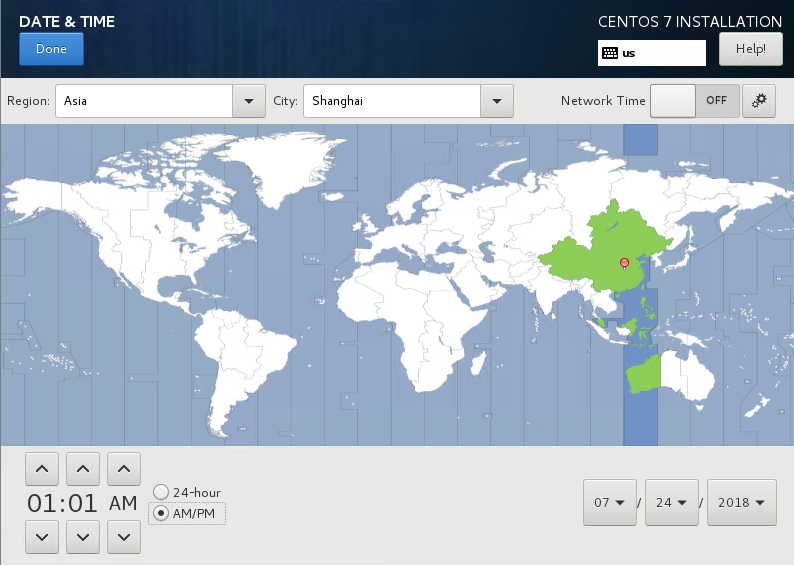 DATE & TIME
CENTOS 7 INSTALLATION
Done
us
Help!
Region: Asia City: Shanghai Network Time OFF
01:01 AM
24-hour
AM/PM
07 / 24 / 2018